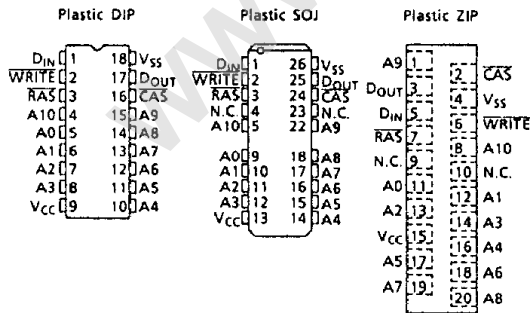 Plastic DIP
DIN 1 18 VSS
WRITE 2 17 DOUT
RAS 3 16 CAS
A10 4 15 A9
A0 5 14 A8
A1 6 13 A7
A2 7 12 A6
A3 8 11 A5
VCC 9 10 A4
Plastic SOJ
DIN 1 26 VSS
WRITE 2 25 DOUT
RAS 3 24 CAS
N.C. 4 23 N.C.
A10 5 22 A9
A0 9 18 A8
A1 10 17 A7
A2 11 16 A6
A3 12 15 A5
VCC 13 14 A4
Plastic ZIP
A9 1
2 CAS
DOUT 3
4 VSS
DIN 5
6 WRITE
RAS 7
8 A10
N.C. 9
10 N.C.
A0 11
12 A1
A2 13
14 A3
VCC 15
16 A4
A5 17
18 A6
A7 19
20 A8